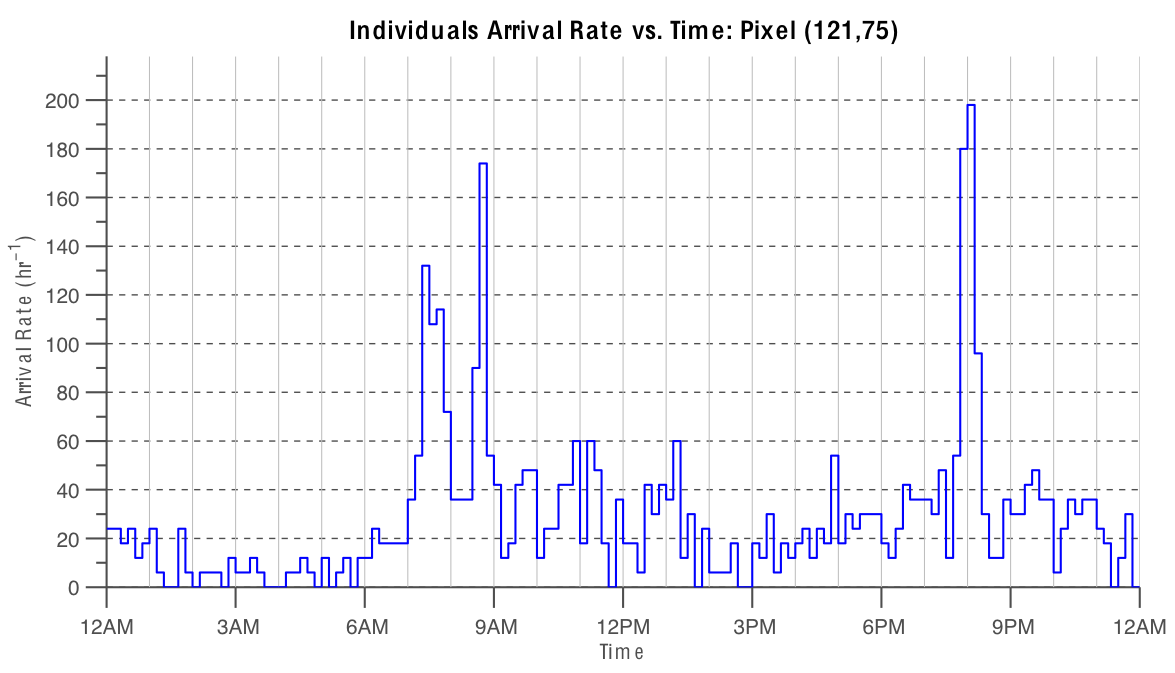 Individuals Arrival Rate vs. Time: Pixel (121,75)
200
180
160
140
120
100
80
60
40
20
0
Arrival Rate (hr⁻¹)
12AM 3AM 6AM 9AM 12PM 3PM 6PM 9PM 12AM
Time